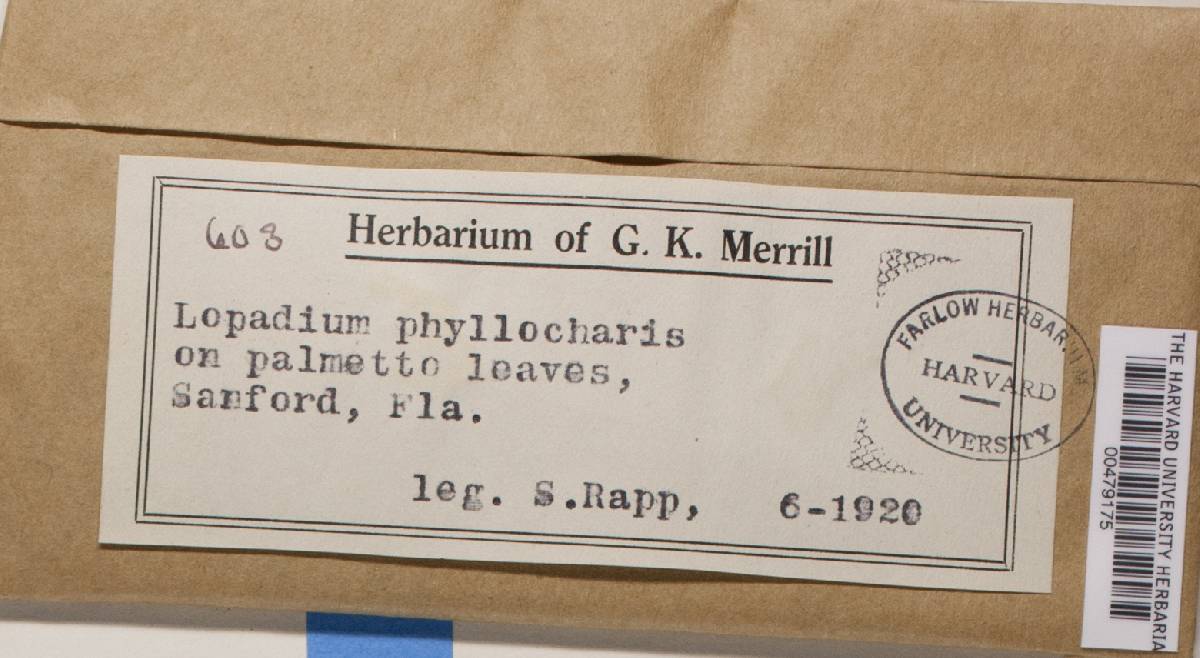 608
Herbarium of G. K. Merrill
Lopadium phyllocharis
on palmetto leaves,
Sanford, Fla.
leg. S.Rapp, 6-1920
FARLOW HERBARIUM
HARVARD
UNIVERSITY
THE HARVARD UNIVERSITY HERBARIA
00479175